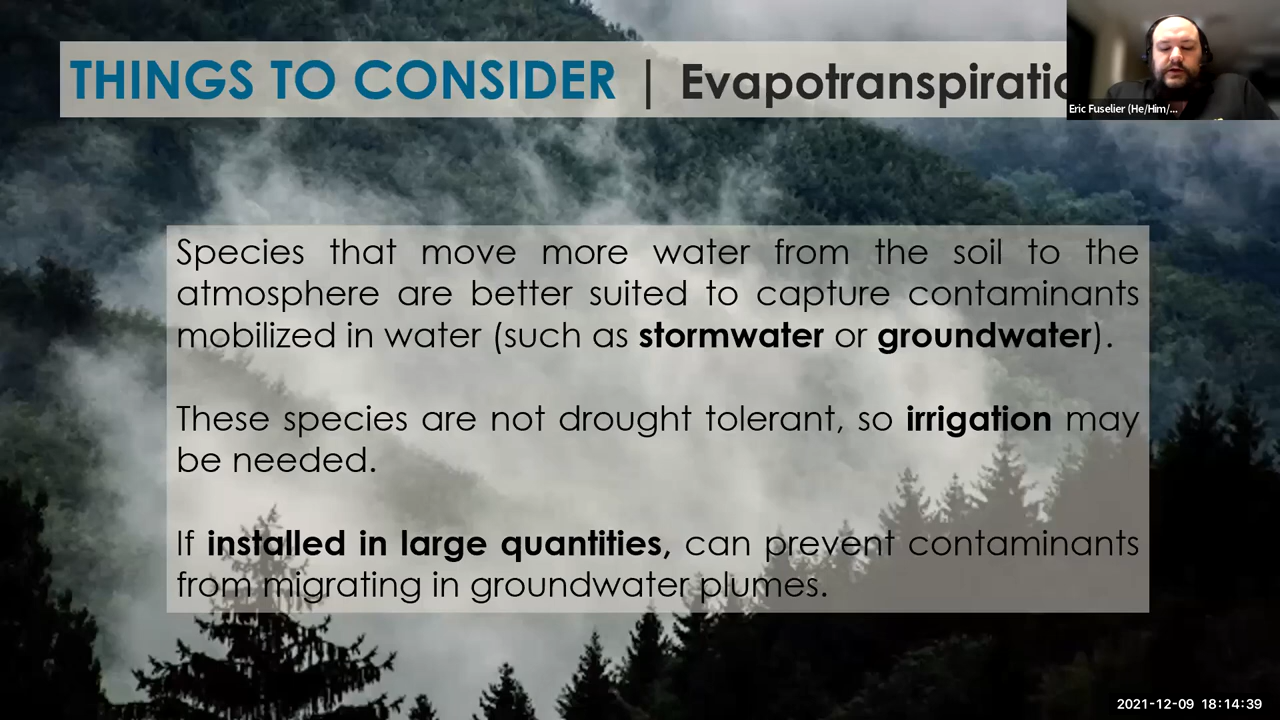 THINGS TO CONSIDER | Evapotranspiratio
Eric Fuselier (He/Him/...
Species that move more water from the soil to the
atmosphere are better suited to capture contaminants
mobilized in water (such as stormwater or groundwater).
These species are not drought tolerant, so irrigation may
be needed.
If installed in large quantities, can prevent contaminants
from migrating in groundwater plumes.
2021-12-09 18:14:39